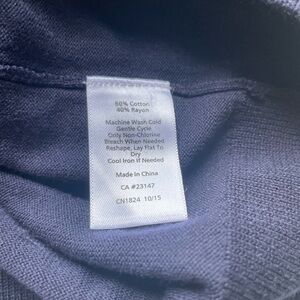 60% Cotton
40% Rayon
Machine Wash Cold
Gentle Cycle
Only Non-Chlorine
Bleach When Needed
Reshape, Lay Flat To
Dry
Cool Iron If Needed
Made In China
CA #23147
CN1824 10/15